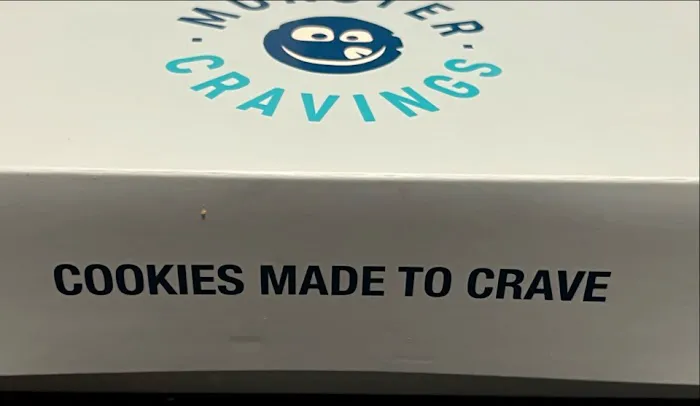 · MONSTER ·
CRAVINGS
COOKIES MADE TO CRAVE